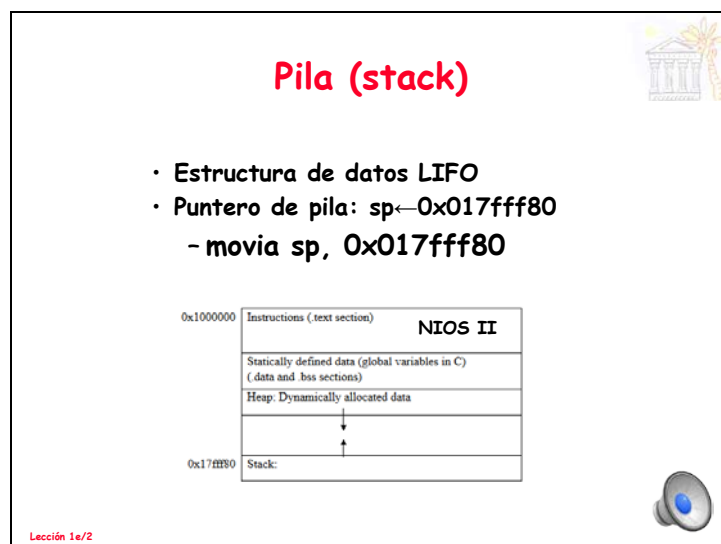 Pila (stack)
• Estructura de datos LIFO
• Puntero de pila: sp←0x017fff80
– movia sp, 0x017fff80
0x1000000 Instructions (.text section) NIOS II
Statically defined data (global variables in C)
(.data and .bss sections)
Heap: Dynamically allocated data
0x17fff80 Stack:
Lección 1e/2